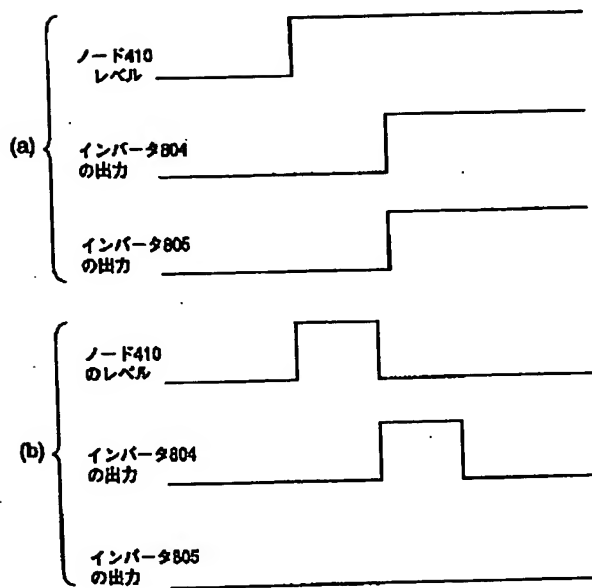 (a)
ノード410
レベル
インバータ804
の出力
インバータ805
の出力
(b)
ノード410
のレベル
インバータ804
の出力
インバータ805
の出力